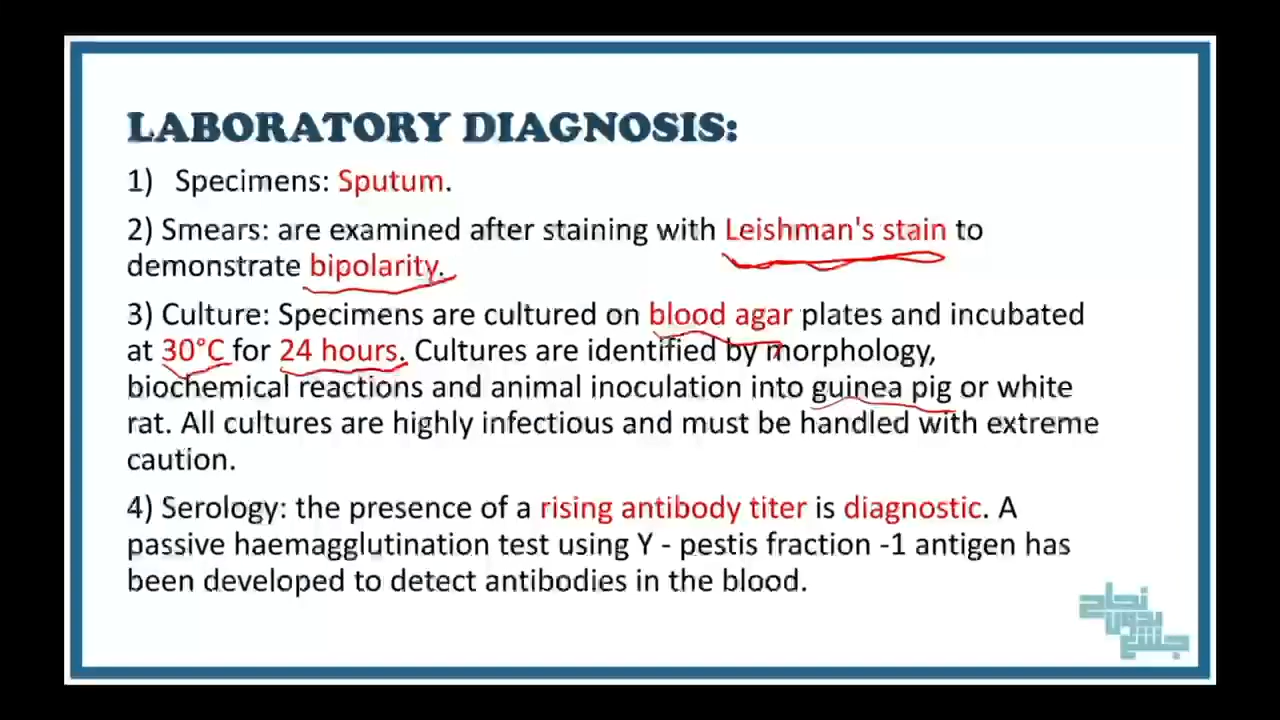 LABORATORY DIAGNOSIS:
1) Specimens: Sputum.
2) Smears: are examined after staining with Leishman's stain to
demonstrate bipolarity.
3) Culture: Specimens are cultured on blood agar plates and incubated
at 30°C for 24 hours. Cultures are identified by morphology,
biochemical reactions and animal inoculation into guinea pig or white
rat. All cultures are highly infectious and must be handled with extreme
caution.
4) Serology: the presence of a rising antibody titer is diagnostic. A
passive haemagglutination test using Y - pestis fraction -1 antigen has
been developed to detect antibodies in the blood.
نجاح
بدون
جشع